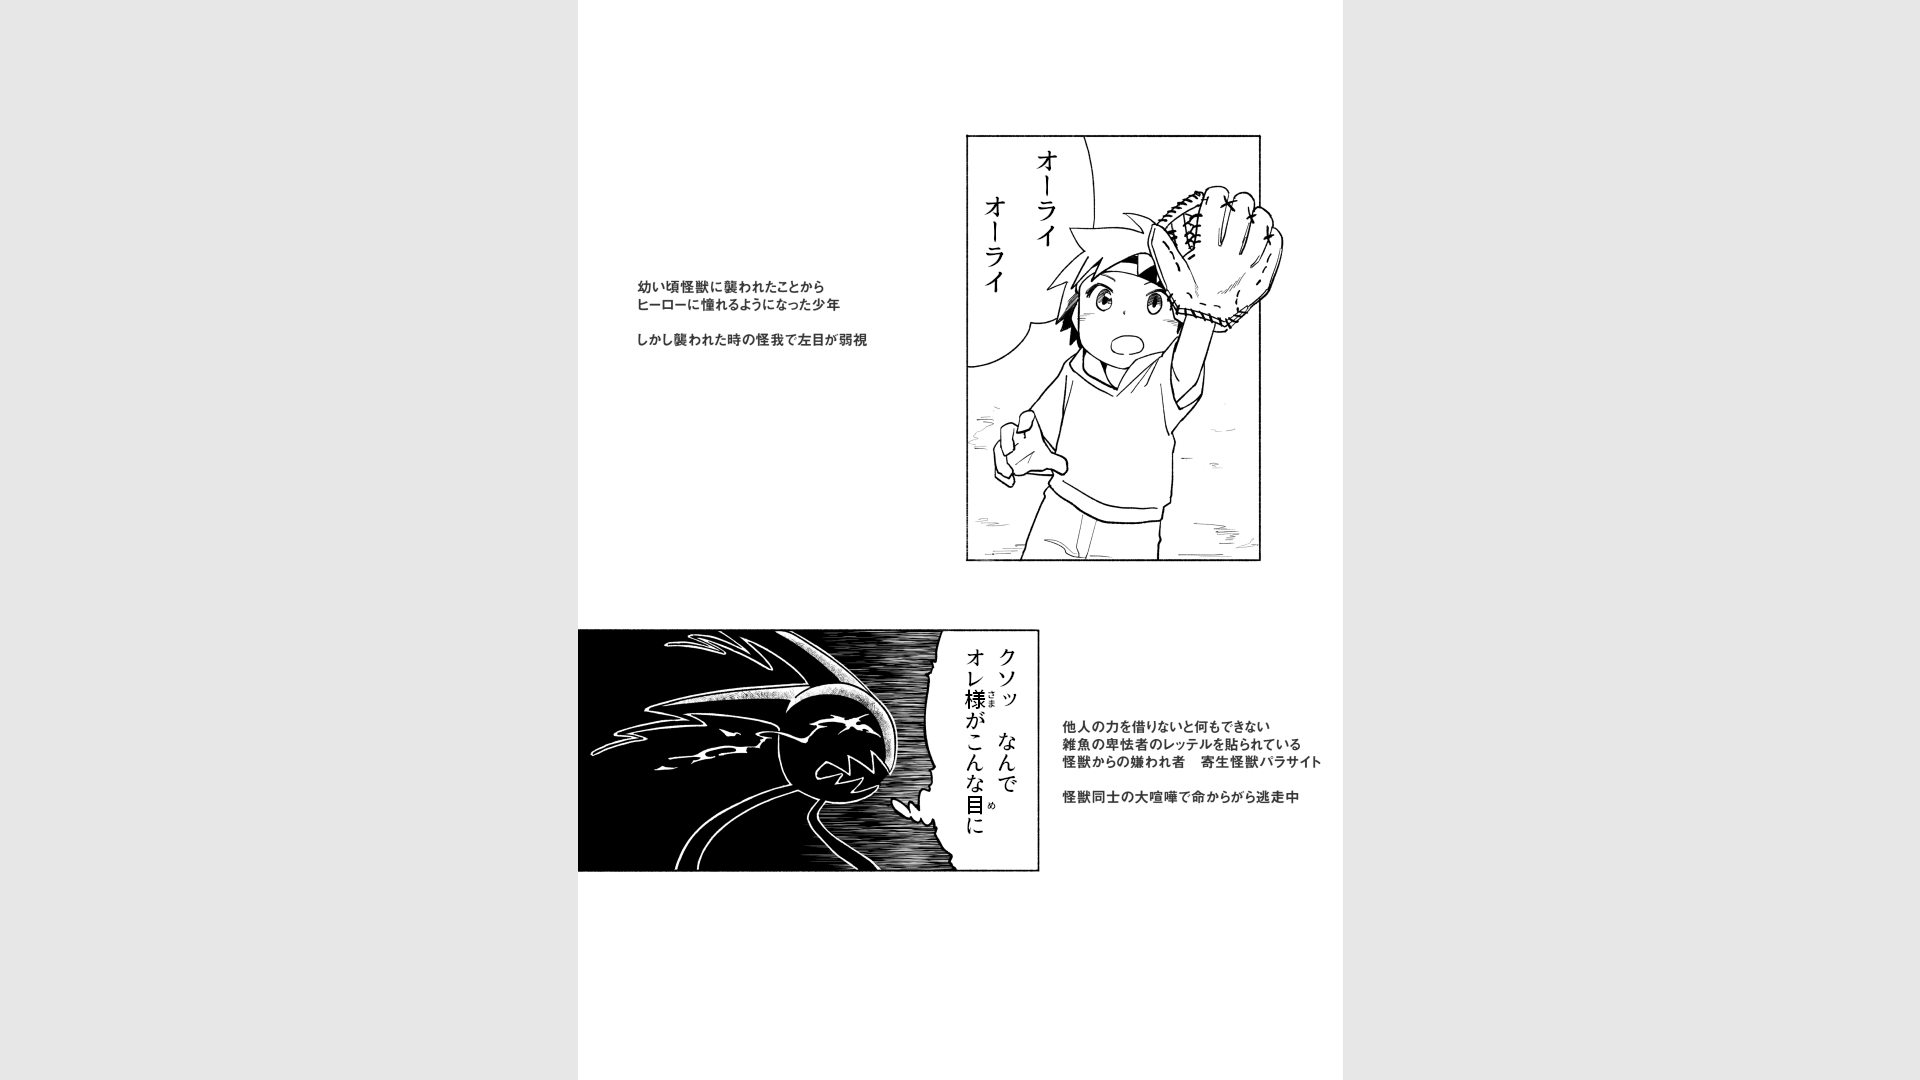 オーライ
オーライ
幼い頃怪獣に襲われたことから
ヒーローに憧れるようになった少年
しかし襲われた時の怪我で左目が弱視
クソッ なんで
オレ様がこんな目に
さま
め
他人の力を借りないと何もできない
雑魚の卑怯者のレッテルを貼られている
怪獣からの嫌われ者 寄生怪獣パラサイト
怪獣同士の大喧嘩で命からがら逃走中